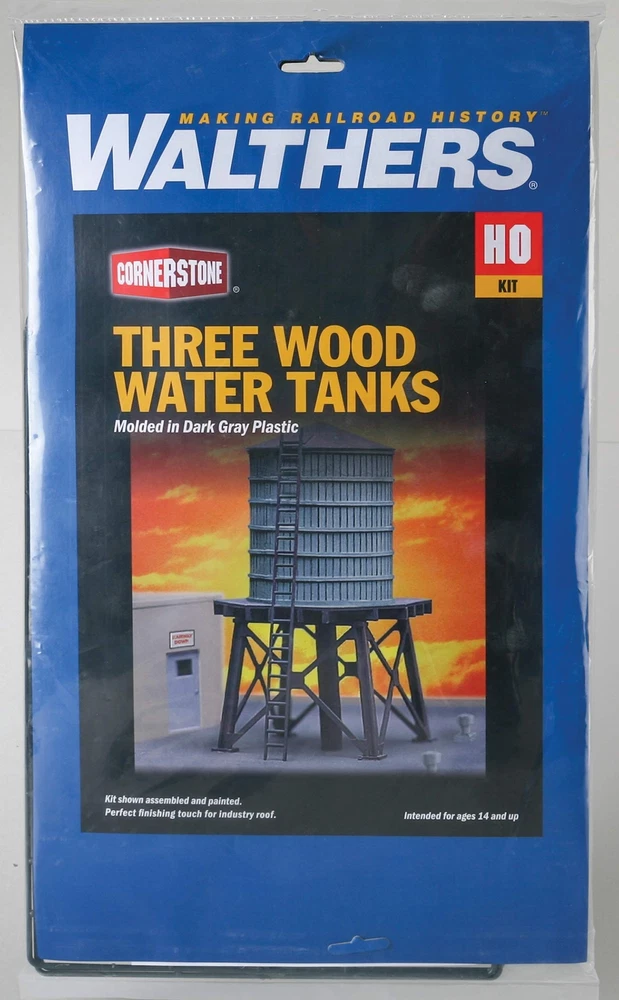 MAKING RAILROAD HISTORY™
WALTHERS®
HO
KIT
CORNERSTONE®
THREE WOOD
WATER TANKS
Molded in Dark Gray Plastic
Kit shown assembled and painted.
Perfect finishing touch for industry roof.
Intended for ages 14 and up